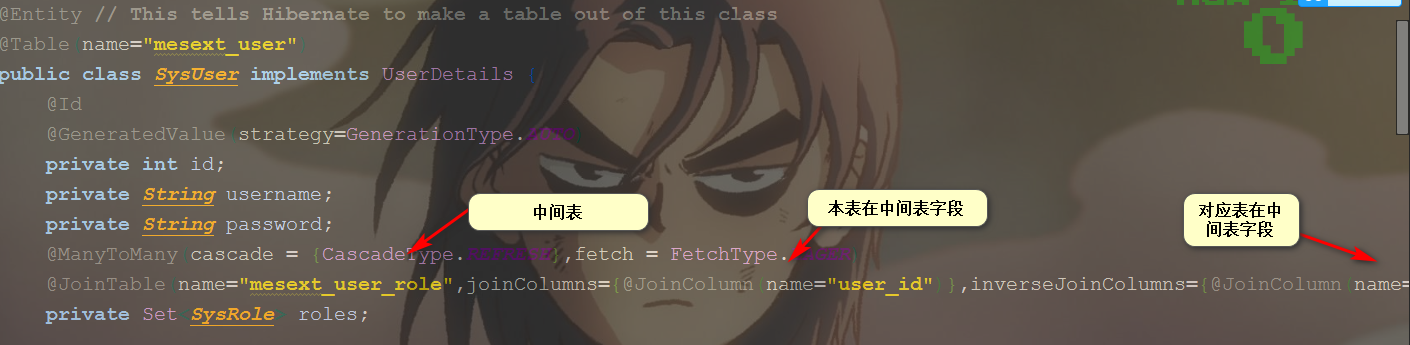 @Entity // This tells Hibernate to make a table out of this class
@Table(name="mesext_user")
public class SysUser implements UserDetails {
@Id
@GeneratedValue(strategy=GenerationType.AUTO)
private int id;
private String username;
private String password;
中间表
本表在中间表字段
对应表在中
间表字段
@ManyToMany(cascade = {CascadeType.REFRESH},fetch = FetchType.
@JoinTable(name="mesext_user_role",joinColumns={@JoinColumn(name="user_id")},inverseJoinColumns={@JoinColumn(name=
private Set<SysRole> roles;
0